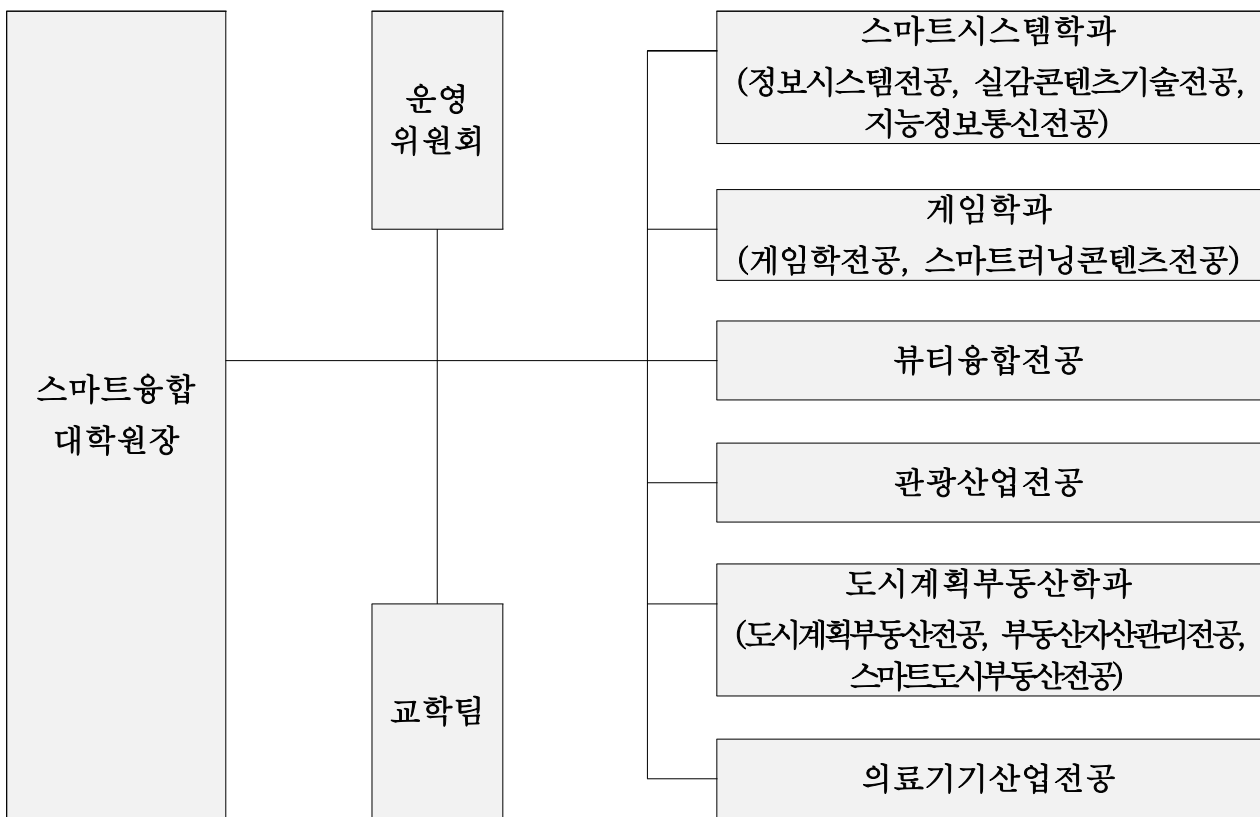 스마트융합
대학원장
운영
위원회
교학팀
스마트시스템학과
(정보시스템전공, 실감콘텐츠기술전공,
지능정보통신전공)
게임학과
(게임학전공, 스마트러닝콘텐츠전공)
뷰티융합전공
관광산업전공
도시계획부동산학과
(도시계획부동산전공, 부동산자산관리전공,
스마트도시부동산전공)
의료기기산업전공